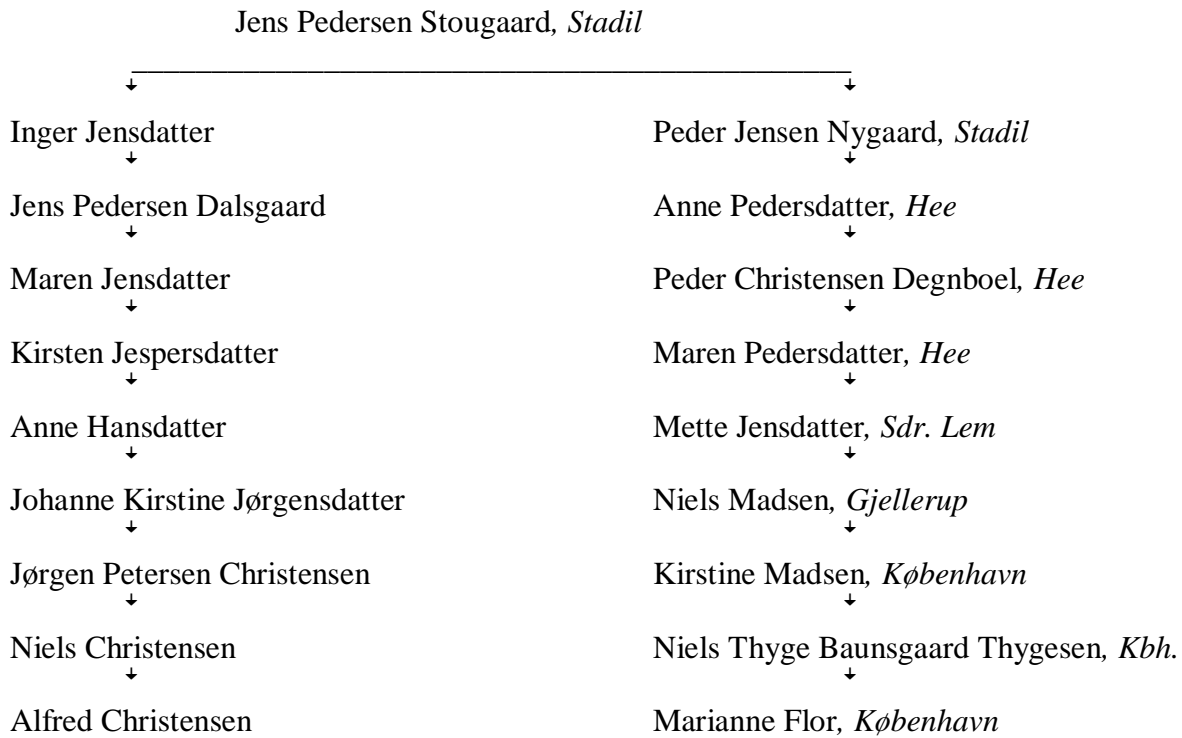 Jens Pedersen Stougaard, Stadil
Inger Jensdatter
Peder Jensen Nygaard, Stadil
Jens Pedersen Dalsgaard
Anne Pedersdatter, Hee
Maren Jensdatter
Peder Christensen Degnboel, Hee
Kirsten Jespersdatter
Maren Pedersdatter, Hee
Anne Hansdatter
Mette Jensdatter, Sdr. Lem
Johanne Kirstine Jørgensdatter
Niels Madsen, Gjellerup
Jørgen Petersen Christensen
Kirstine Madsen, København
Niels Christensen
Niels Thyge Baunsgaard Thygesen, Kbh.
Alfred Christensen
Marianne Flor, København